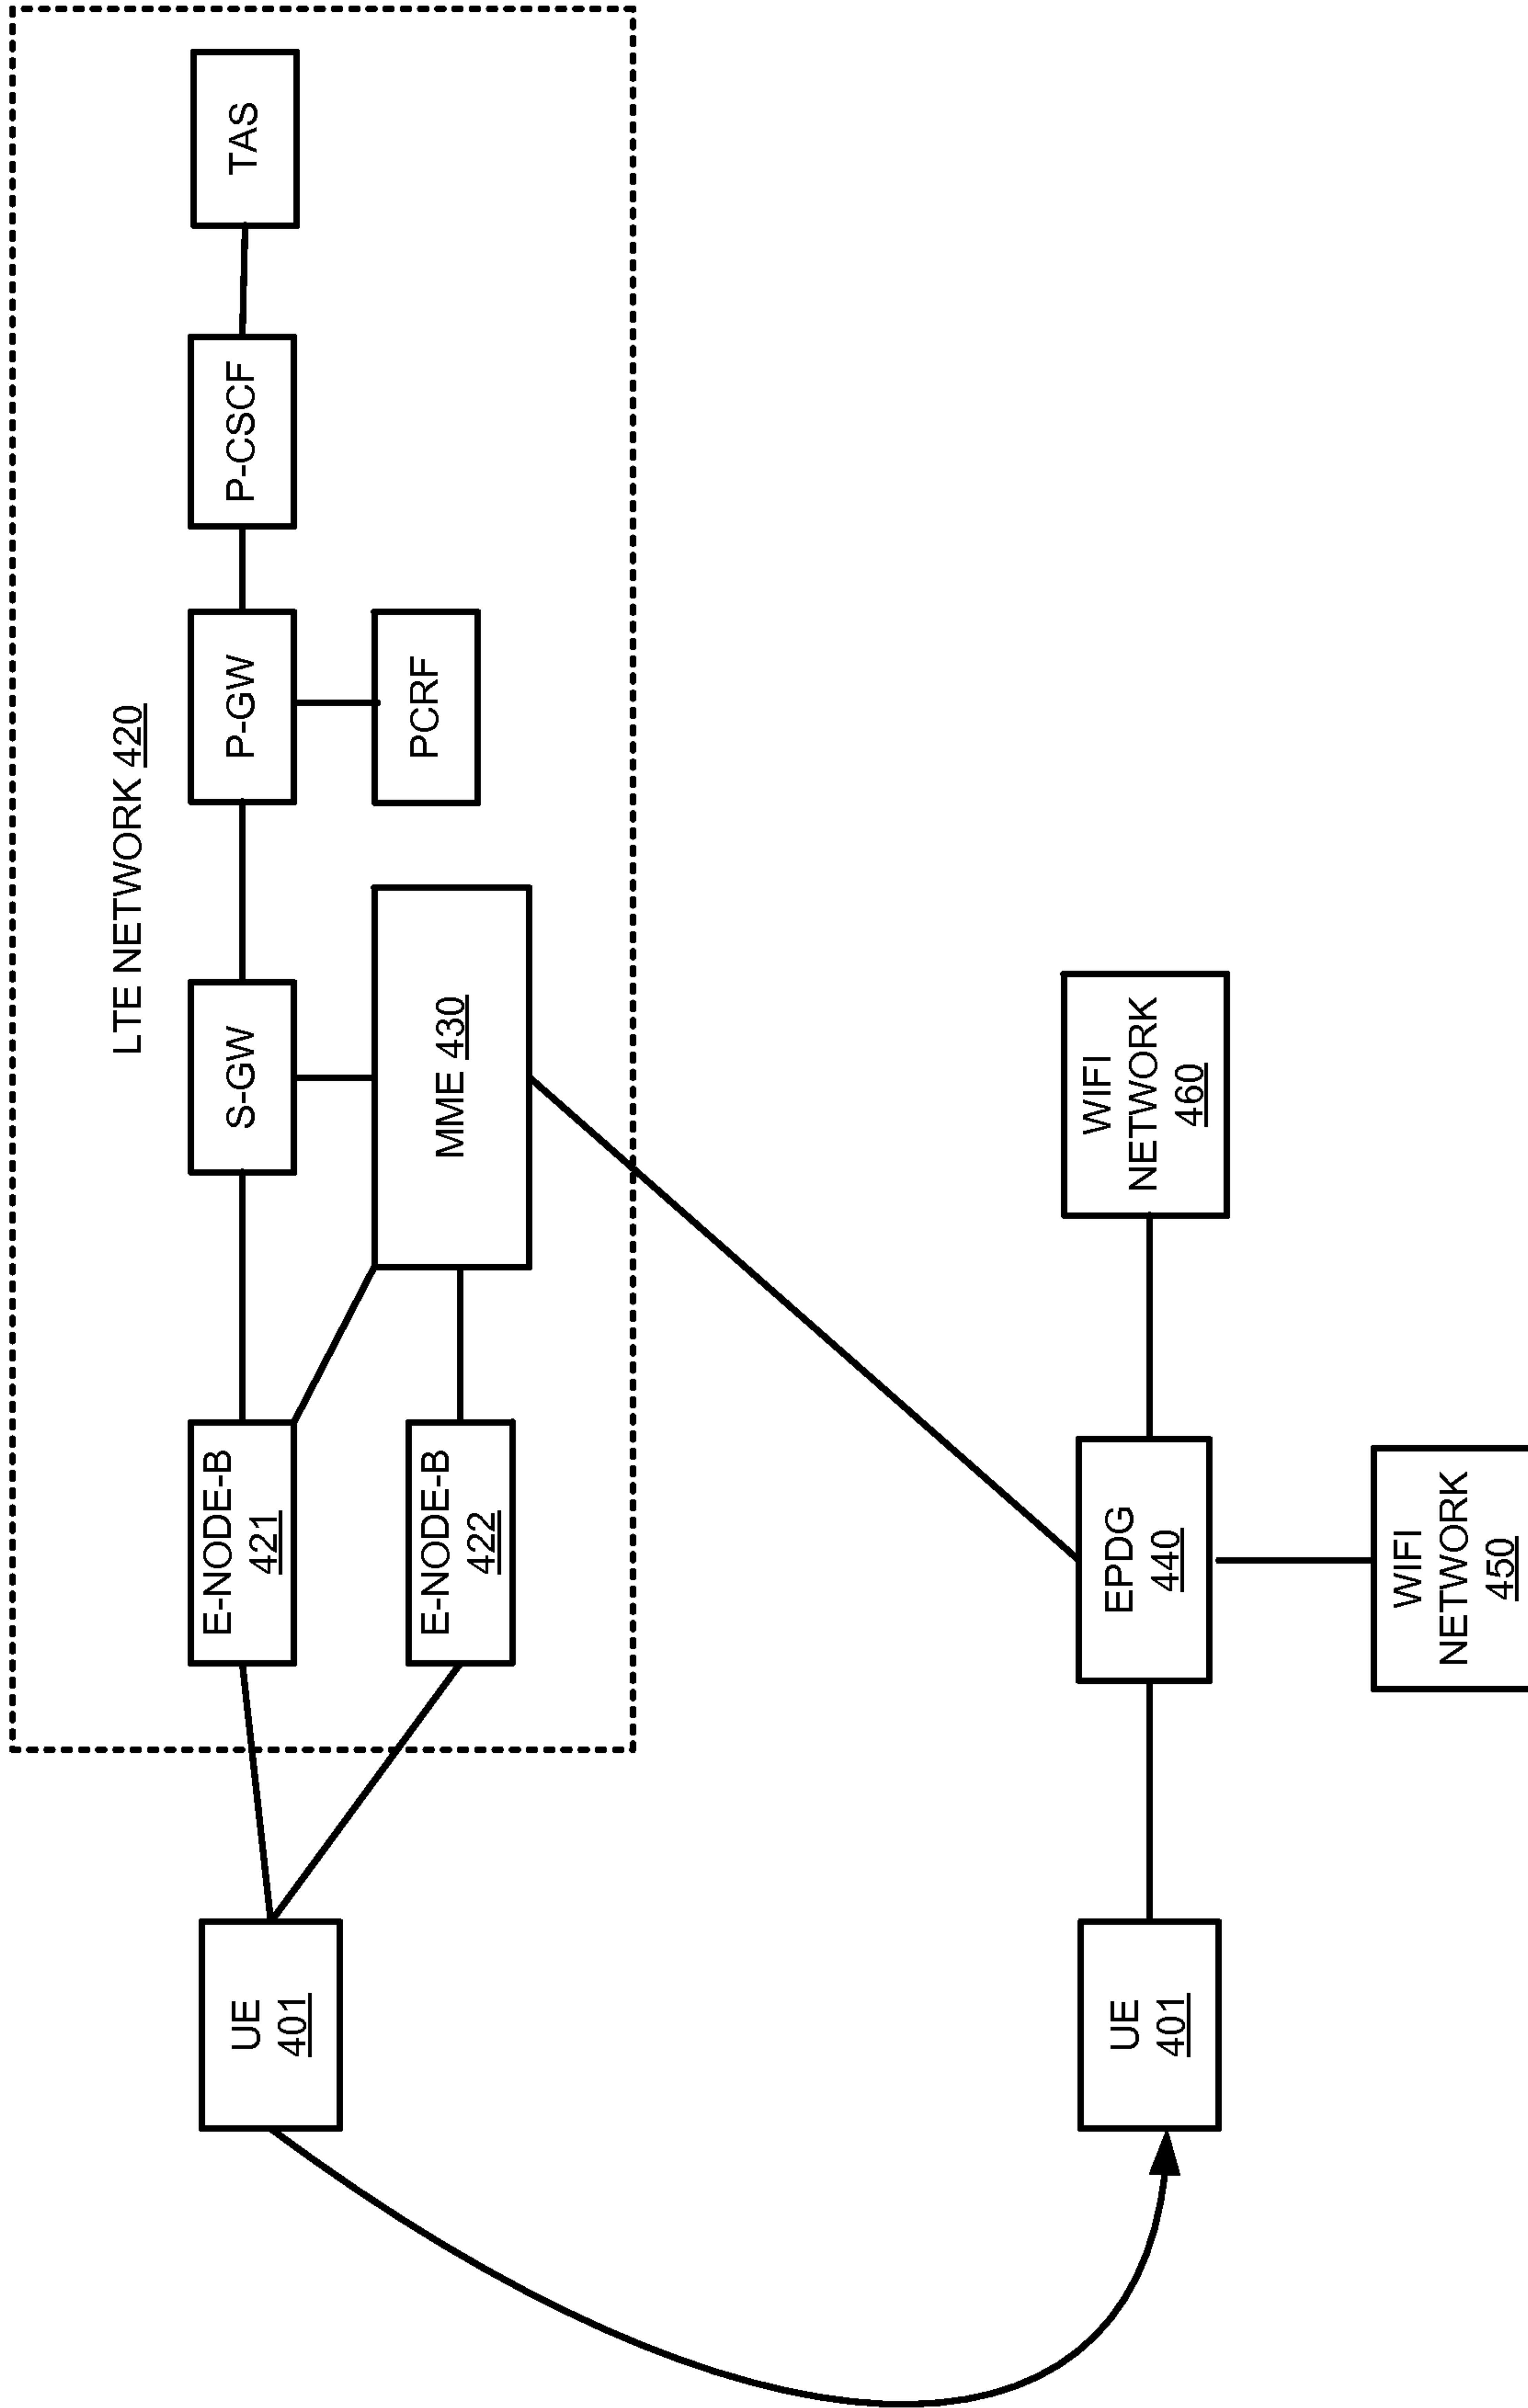 LTE NETWORK 420
UE
401
E-NODE-B
421
S-GW
P-GW
P-CSCF
TAS
E-NODE-B
422
MME 430
PCRF
UE
401
EPDG
440
WIFI
NETWORK
460
WIFI
NETWORK
450